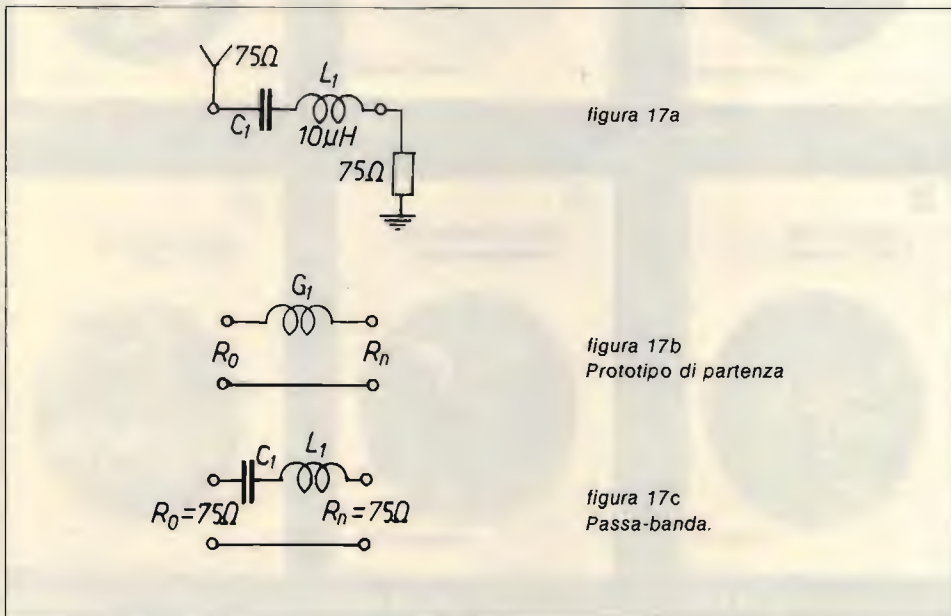 75Ω
L₁
C₁
10μH
75Ω
figura 17a
G₁
R₀
Rₙ
figura 17b
Prototipo di partenza
C₁
L₁
R₀=75Ω
Rₙ=75Ω
figura 17c
Passa-banda.